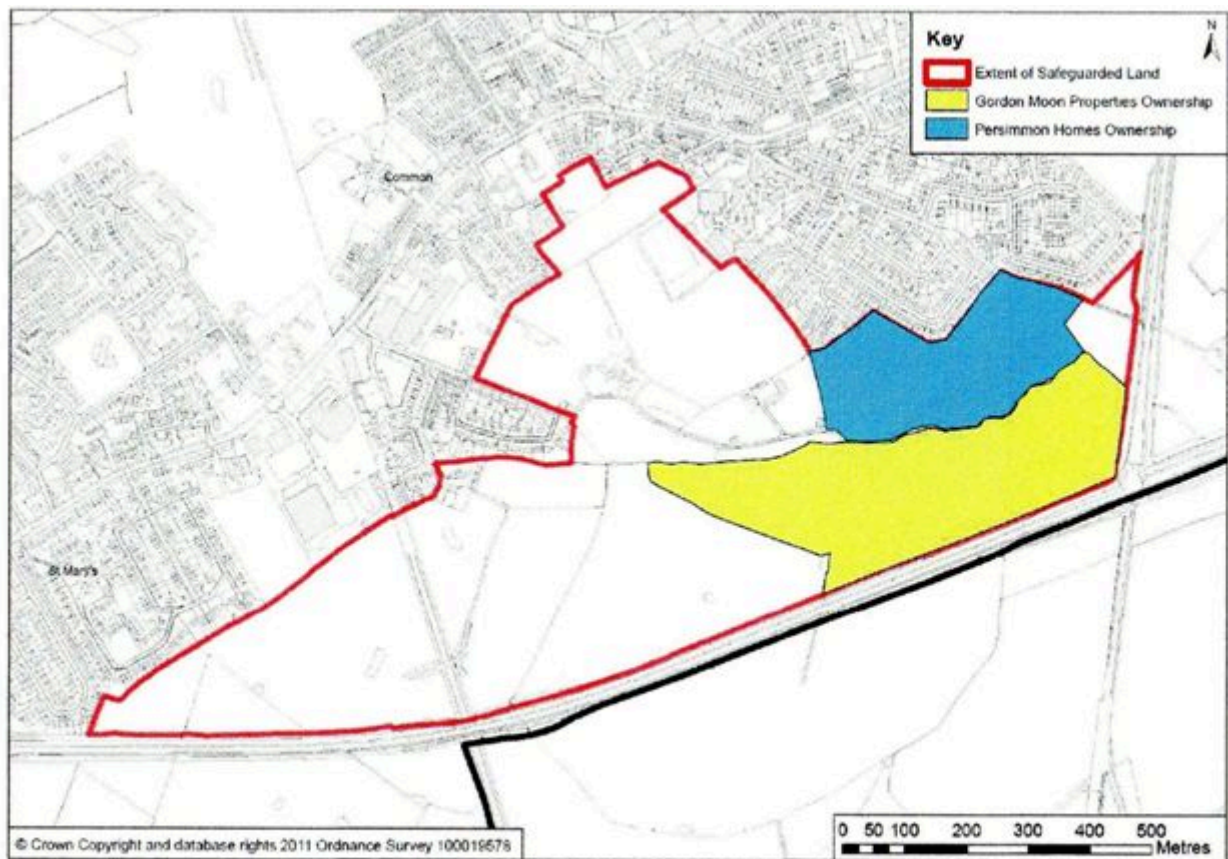 Key
N
Extent of Safeguarded Land
Gordon Moon Properties Ownership
Persimmon Homes Ownership
Common
St Mary's
© Crown Copyright and database rights 2011 Ordnance Survey 100019578
0 50 100 200 300 400 500
Metres